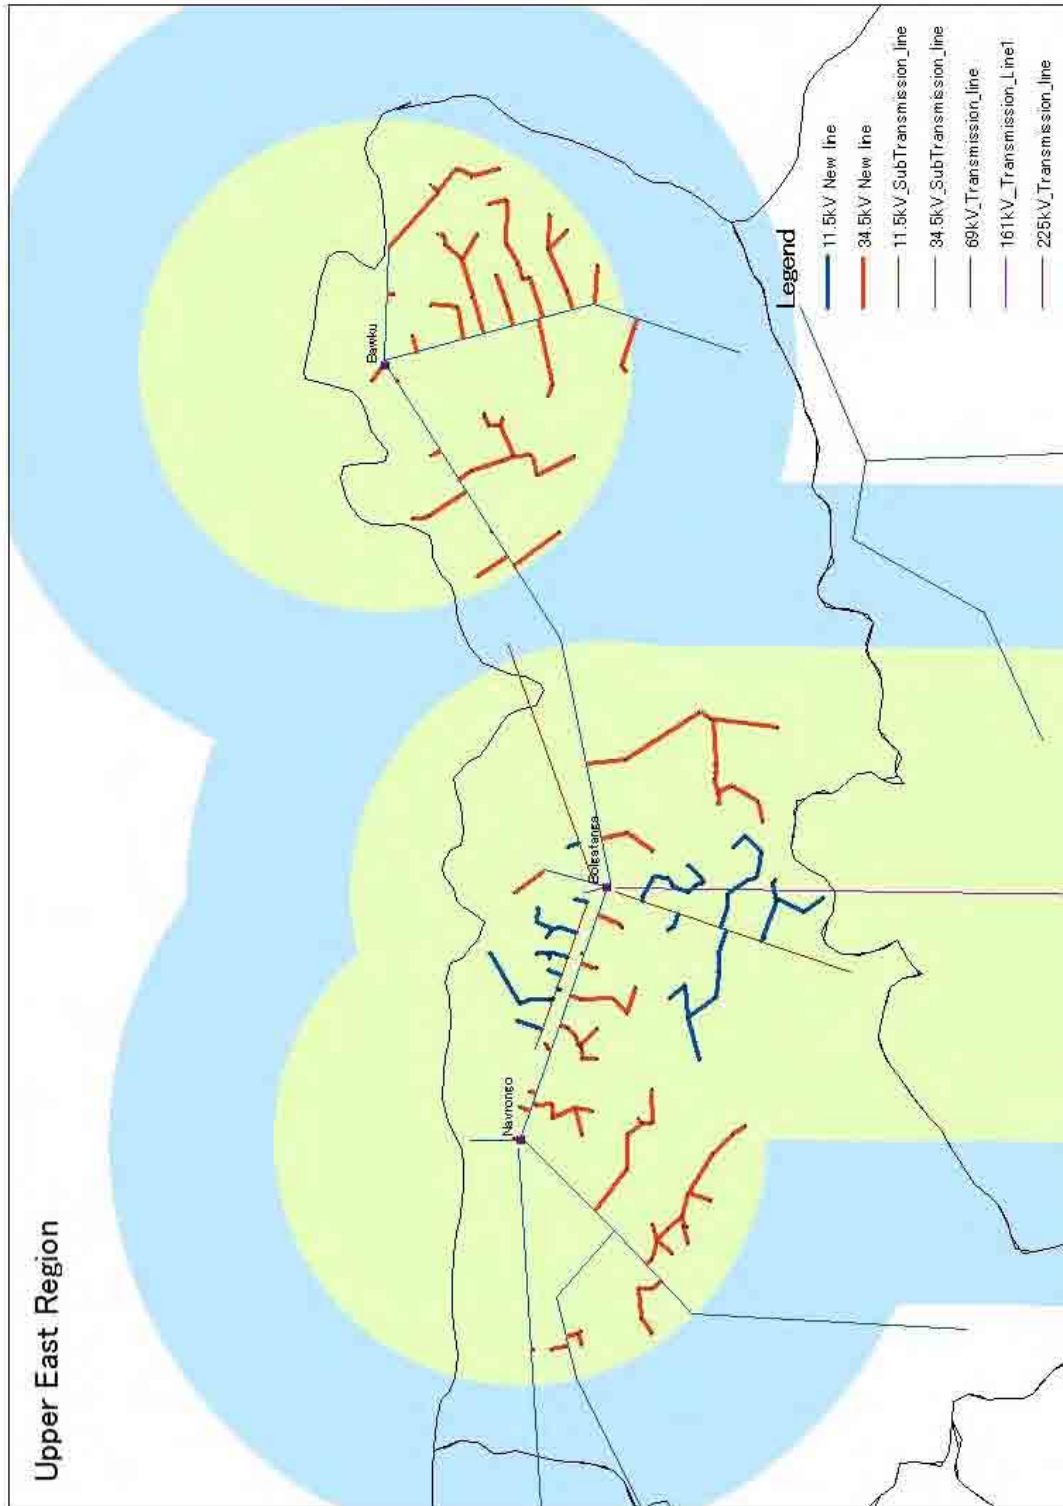 Upper East Region
Navrongo
Bolgatanga
Bawku
Legend
11.5kV New line
34.5kV New line
11.5kV_SubTransmission_line
34.5kV_SubTransmission_line
69kV_Transmission_line
161kV_Transmission_Line1
225kV_Transmission_line